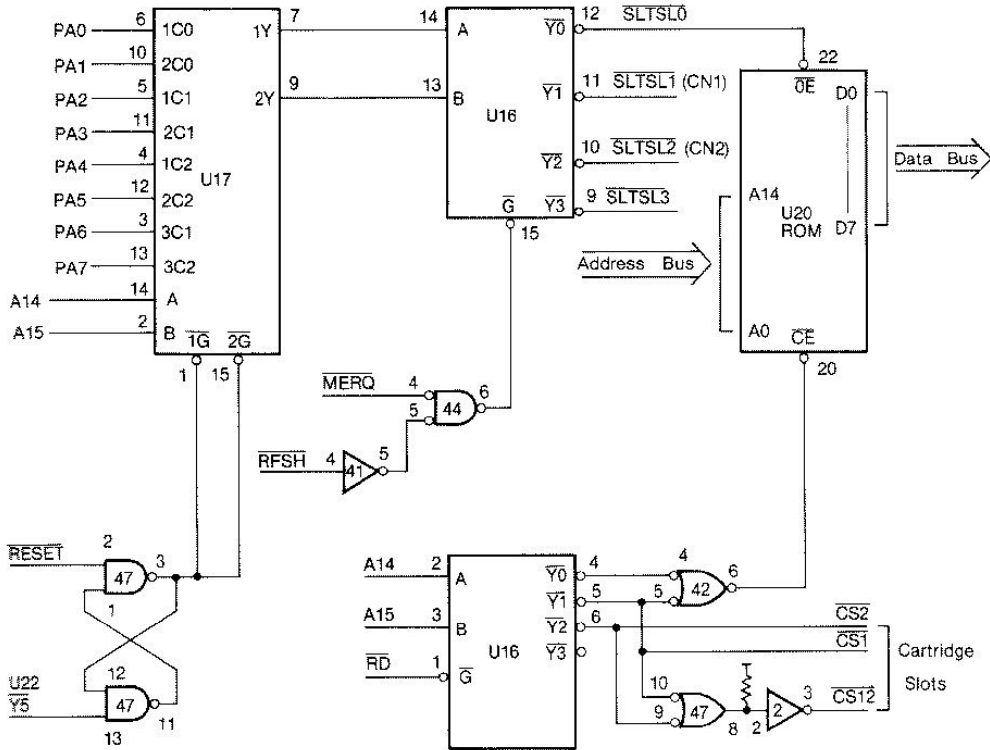 PA0 6 1C0 1Y 7 14 A Y0 12 SLTSL0
PA1 10 2C0
PA2 5 1C1 2Y 9 13 B Y1 11 SLTSL1 (CN1)
PA3 11 2C1
PA4 4 1C2 U17 U16 Y2 10 SLTSL2 (CN2)
PA5 12 2C2
PA6 3 3C1 G 15 Y3 9 SLTSL3
PA7 13 3C2
A14 14 A
A15 2 B 1G 2G
1 15
22
OE D0
A14 U20
ROM D7
A0 CE
20
Data Bus
Address Bus
MERQ 4 44 6
5
RFSH 4 41 5
RESET 2 47 3
1
U22
Y5
12
47
13 11
A14 2 A Y0 4 4 42 6
Y1 5 5
A15 3 B Y2 6
U16 Y3
RD 1 G
CS2
CS1
Cartridge
Slots
10 47
9 8 2 2 3 CS12